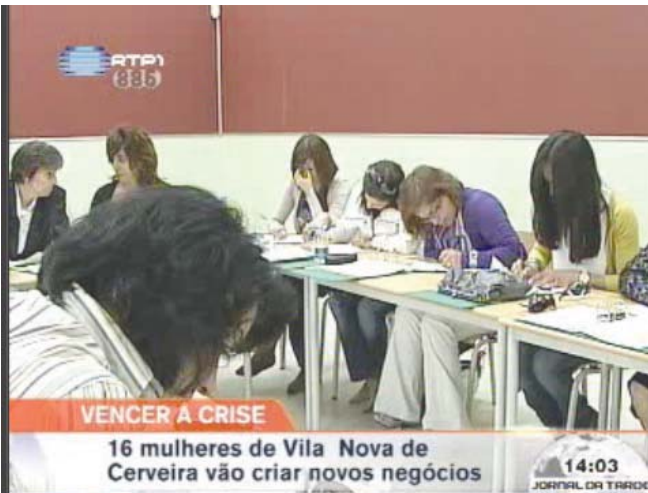 RTP1
886
VENCER A CRISE
16 mulheres de Vila Nova de
Cerveira vão criar novos negócios
14:03
JORNAL DA TARDE